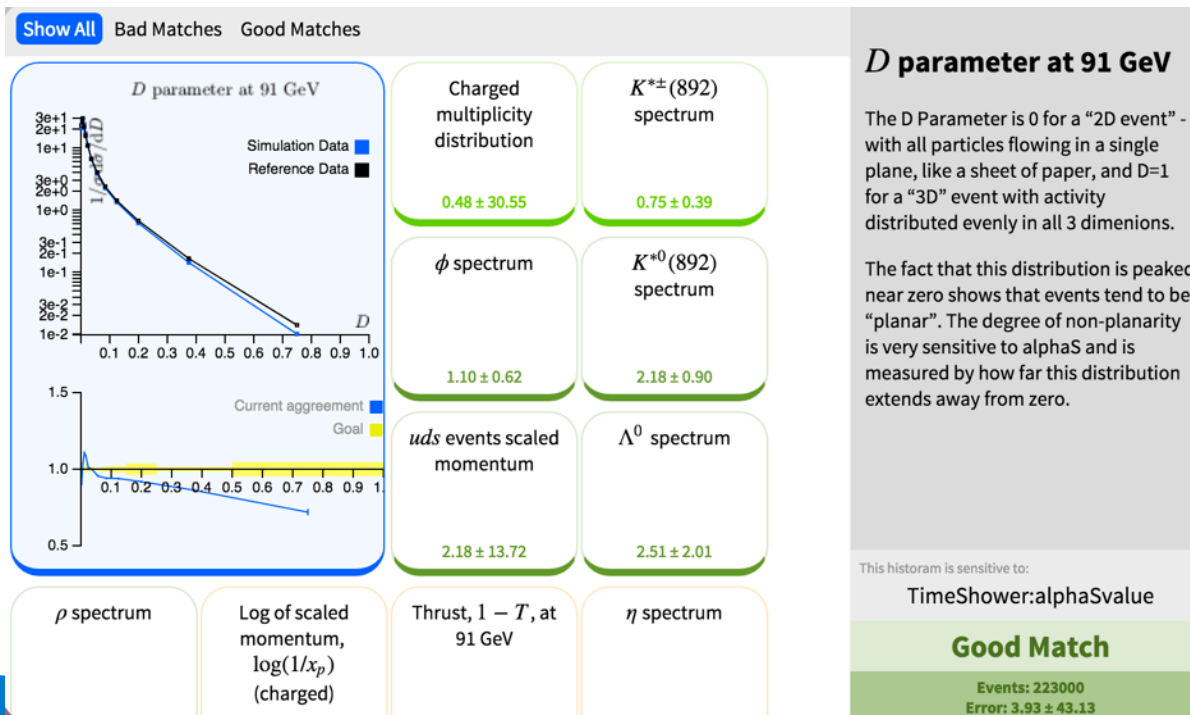 Show All Bad Matches Good Matches
D parameter at 91 GeV
1/σ dσ/dD
3e+1
2e+1
1e+1
3e+0
2e+0
1e+0
3e-1
2e-1
1e-1
3e-2
2e-2
1e-2
Simulation Data
Reference Data
D
0.1 0.2 0.3 0.4 0.5 0.6 0.7 0.8 0.9 1.0
1.5
Current aggreement
Goal
1.0
0.1 0.2 0.3 0.4 0.5 0.6 0.7 0.8 0.9 1.
0.5
Charged
multiplicity
distribution
0.48 ± 30.55
K*±(892)
spectrum
0.75 ± 0.39
ϕ spectrum
1.10 ± 0.62
K*0(892)
spectrum
2.18 ± 0.90
uds events scaled
momentum
2.18 ± 13.72
Λ0 spectrum
2.51 ± 2.01
ρ spectrum
Log of scaled
momentum,
log(1/xp)
(charged)
Thrust, 1 − T, at
91 GeV
η spectrum
D parameter at 91 GeV
The D Parameter is 0 for a “2D event” -
with all particles flowing in a single
plane, like a sheet of paper, and D=1
for a “3D” event with activity
distributed evenly in all 3 dimenions.
The fact that this distribution is peaked
near zero shows that events tend to be
“planar”. The degree of non-planarity
is very sensitive to alphaS and is
measured by how far this distribution
extends away from zero.
This historam is sensitive to:
TimeShower:alphaSvalue
Good Match
Events: 223000
Error: 3.93 ± 43.13